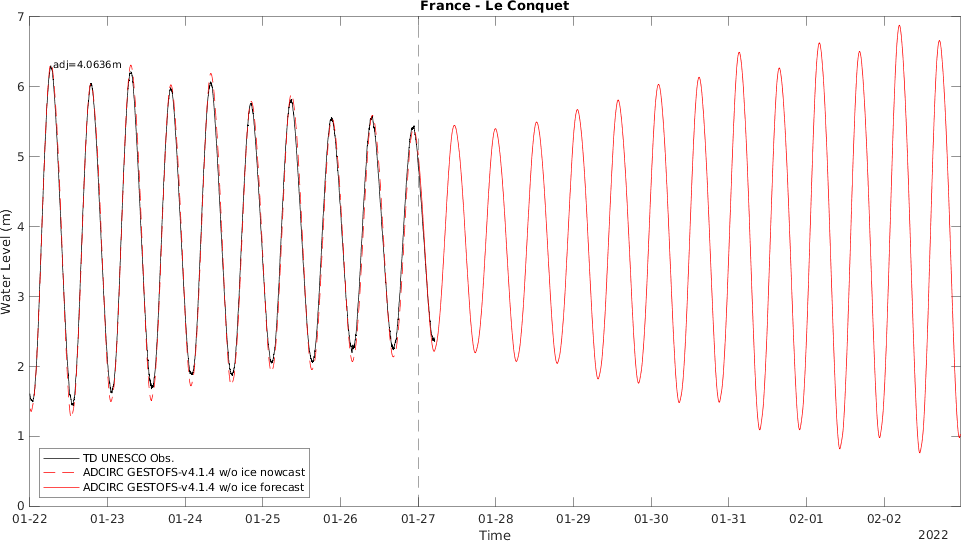 France - Le Conquet
7
adj=4.0636m
6
5
4
3
2
1
0
Water Level (m)
TD UNESCO Obs.
ADCIRC GESTOFS-v4.1.4 w/o ice nowcast
ADCIRC GESTOFS-v4.1.4 w/o ice forecast
01-22 01-23 01-24 01-25 01-26 01-27 01-28 01-29 01-30 01-31 02-01 02-02
Time
2022